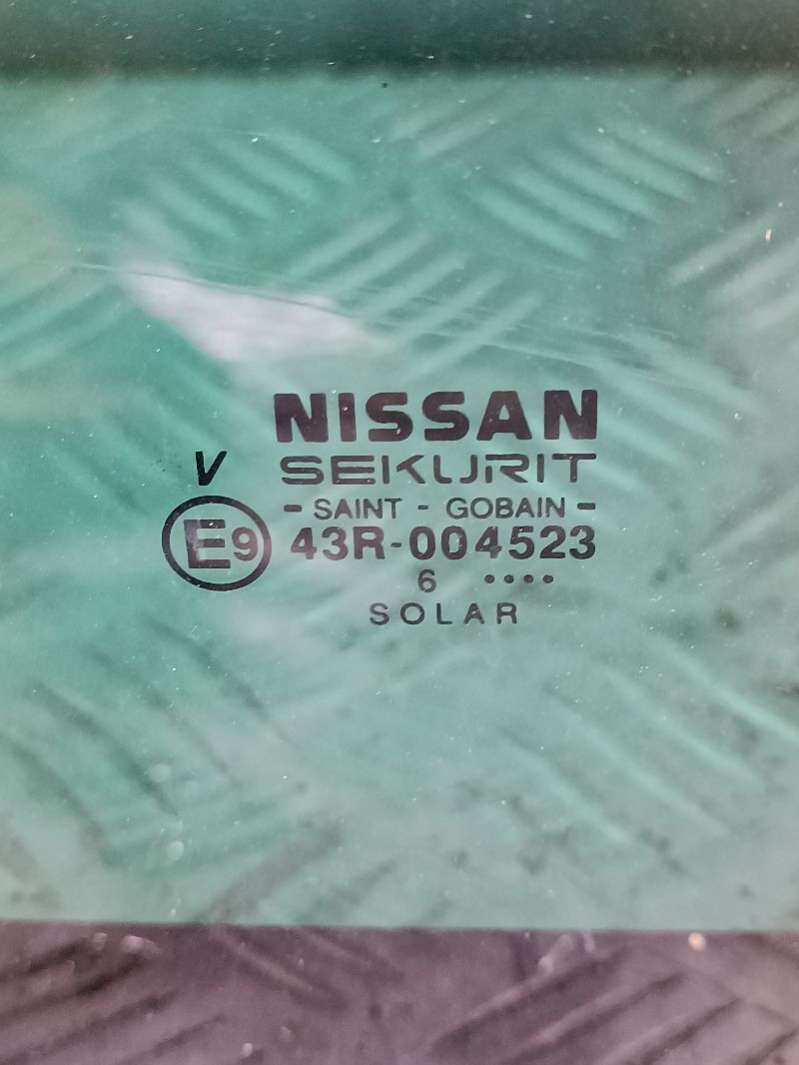 NISSAN
V SEKURIT
- SAINT - GOBAIN -
E9 43R-004523
6 ....
SOLAR